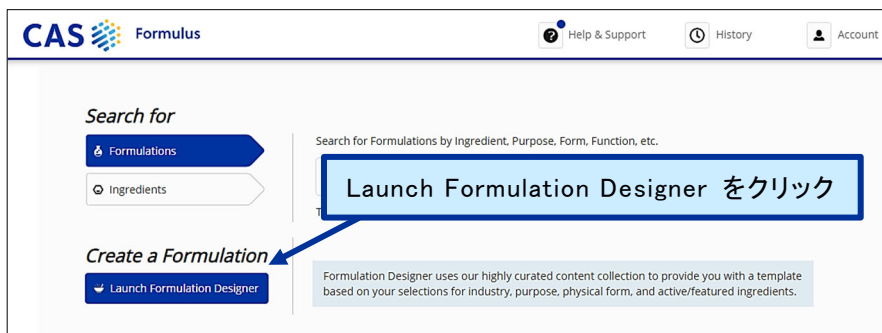 CAS Formulus
Help & Support
History
Account
Search for
Formulations
Ingredients
Search for Formulations by Ingredient, Purpose, Form, Function, etc.
Launch Formulation Designer をクリック
Create a Formulation
Launch Formulation Designer
Formulation Designer uses our highly curated content collection to provide you with a template
based on your selections for industry, purpose, physical form, and active/featured ingredients.